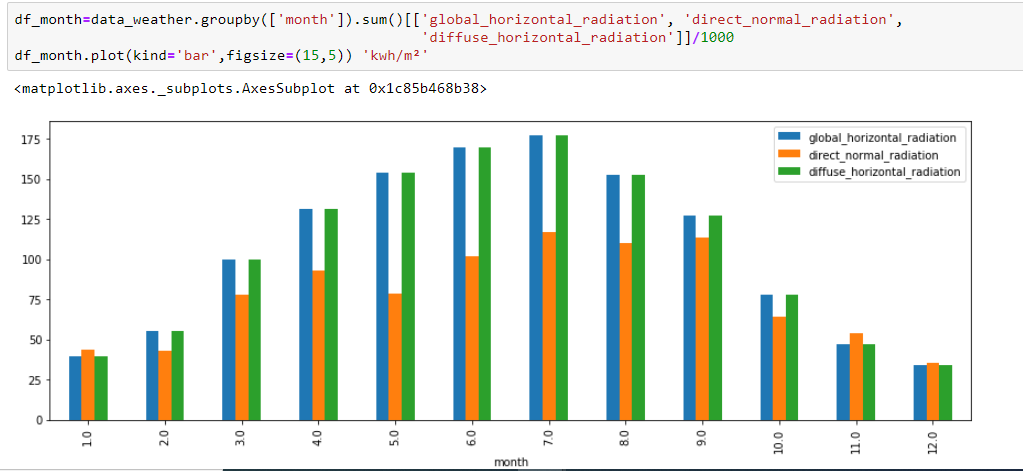 df_month=data_weather.groupby(['month']).sum()[['global_horizontal_radiation', 'direct_normal_radiation',
'diffuse_horizontal_radiation']]/1000
df_month.plot(kind='bar',figsize=(15,5)) 'kwh/m²'
<matplotlib.axes._subplots.AxesSubplot at 0x1c85b468b38>
global_horizontal_radiation
direct_normal_radiation
diffuse_horizontal_radiation
175
150
125
100
75
50
25
0
1.0 2.0 3.0 4.0 5.0 6.0 7.0 8.0 9.0 10.0 11.0 12.0
month